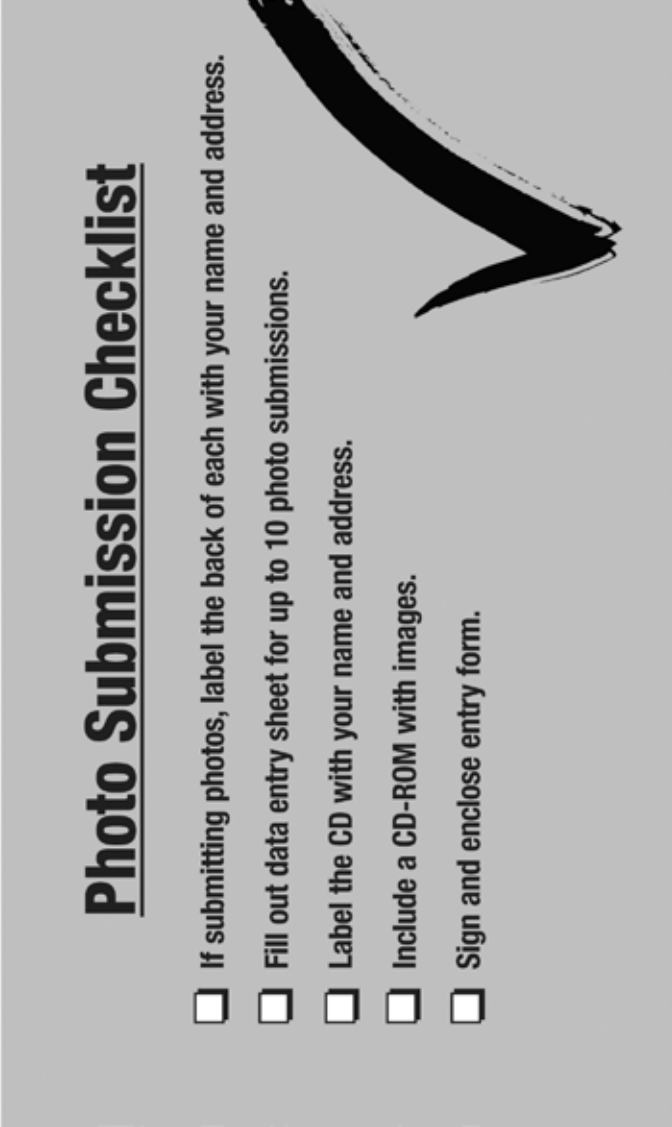 Photo Submission Checklist
If submitting photos, label the back of each with your name and address.
Fill out data entry sheet for up to 10 photo submissions.
Label the CD with your name and address.
Include a CD-ROM with images.
Sign and enclose entry form.